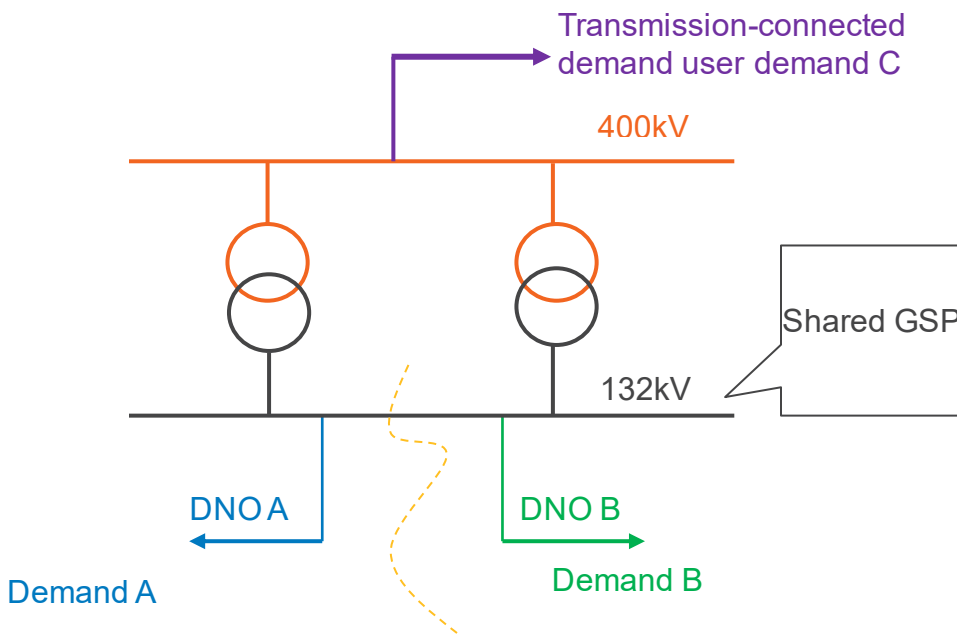 Transmission-connected
demand user demand C
400kV
Shared GSP
132kV
DNO A
DNO B
Demand B
Demand A